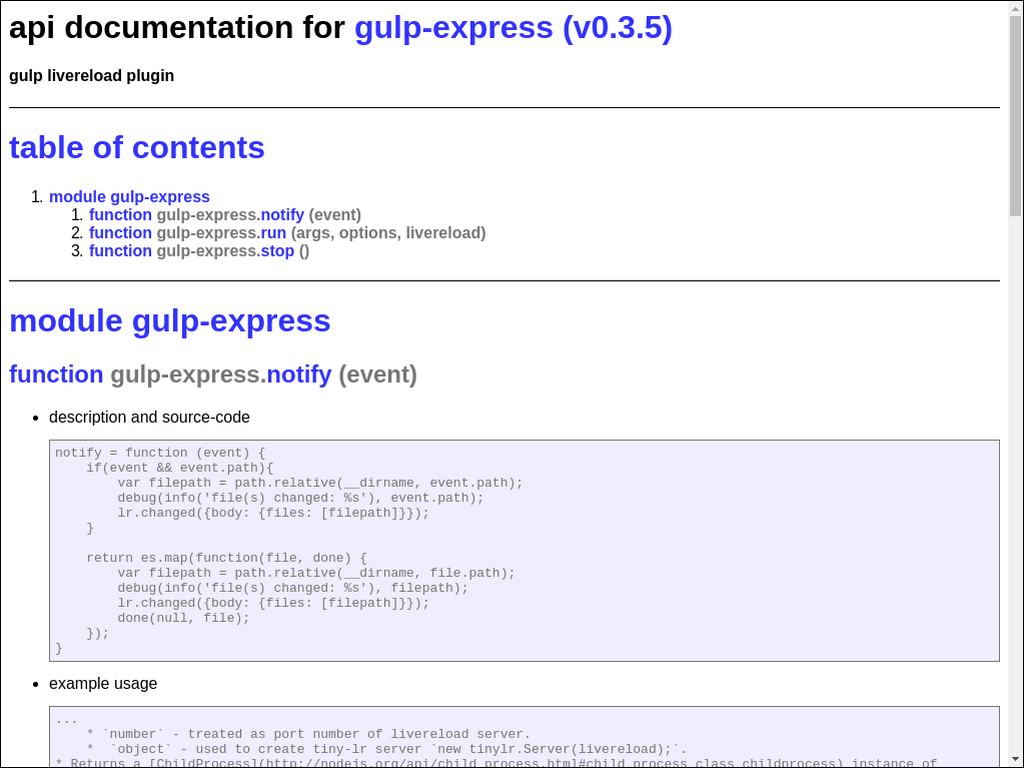 api documentation for gulp-express (v0.3.5)
gulp livereload plugin
table of contents
1. module gulp-express
1. function gulp-express.notify (event)
2. function gulp-express.run (args, options, livereload)
3. function gulp-express.stop ()
module gulp-express
function gulp-express.notify (event)
• description and source-code
notify = function (event) {
    if(event && event.path){
        var filepath = path.relative(__dirname, event.path);
        debug(info('file(s) changed: %s'), event.path);
        lr.changed({body: {files: [filepath]}});
    }
    return es.map(function(file, done) {
        var filepath = path.relative(__dirname, file.path);
        debug(info('file(s) changed: %s'), filepath);
        lr.changed({body: {files: [filepath]}});
        done(null, file);
    });
}
• example usage
...
    * `number` - treated as port number of livereload server.
    *  `object` - used to create tiny-lr server `new tinylr.Server(livereload);`.
* Returns a [ChildProcess](http://nodejs.org/api/child_process.html#child_process_class_childprocess) instance of